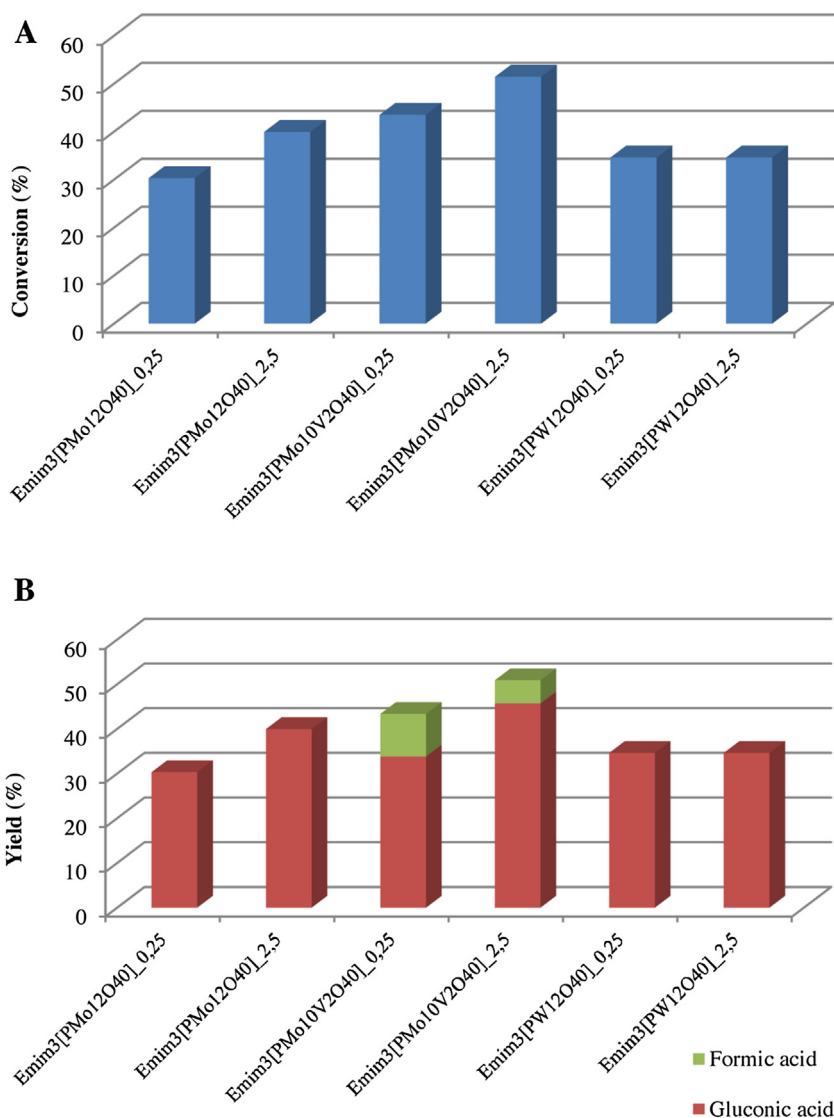 A
60
50
40
30
20
10
0
Conversion (%)
Emim3[PMo12O40]_0,25
Emim3[PMo12O40]_2,5
Emim3[PMo10V2O40]_0,25
Emim3[PMo10V2O40]_2,5
Emim3[PW12O40]_0,25
Emim3[PW12O40]_2,5
B
60
50
40
30
20
10
0
Yield (%)
Emim3[PMo12O40]_0,25
Emim3[PMo12O40]_2,5
Emim3[PMo10V2O40]_0,25
Emim3[PMo10V2O40]_2,5
Emim3[PW12O40]_0,25
Emim3[PW12O40]_2,5
Formic acid
Gluconic acid